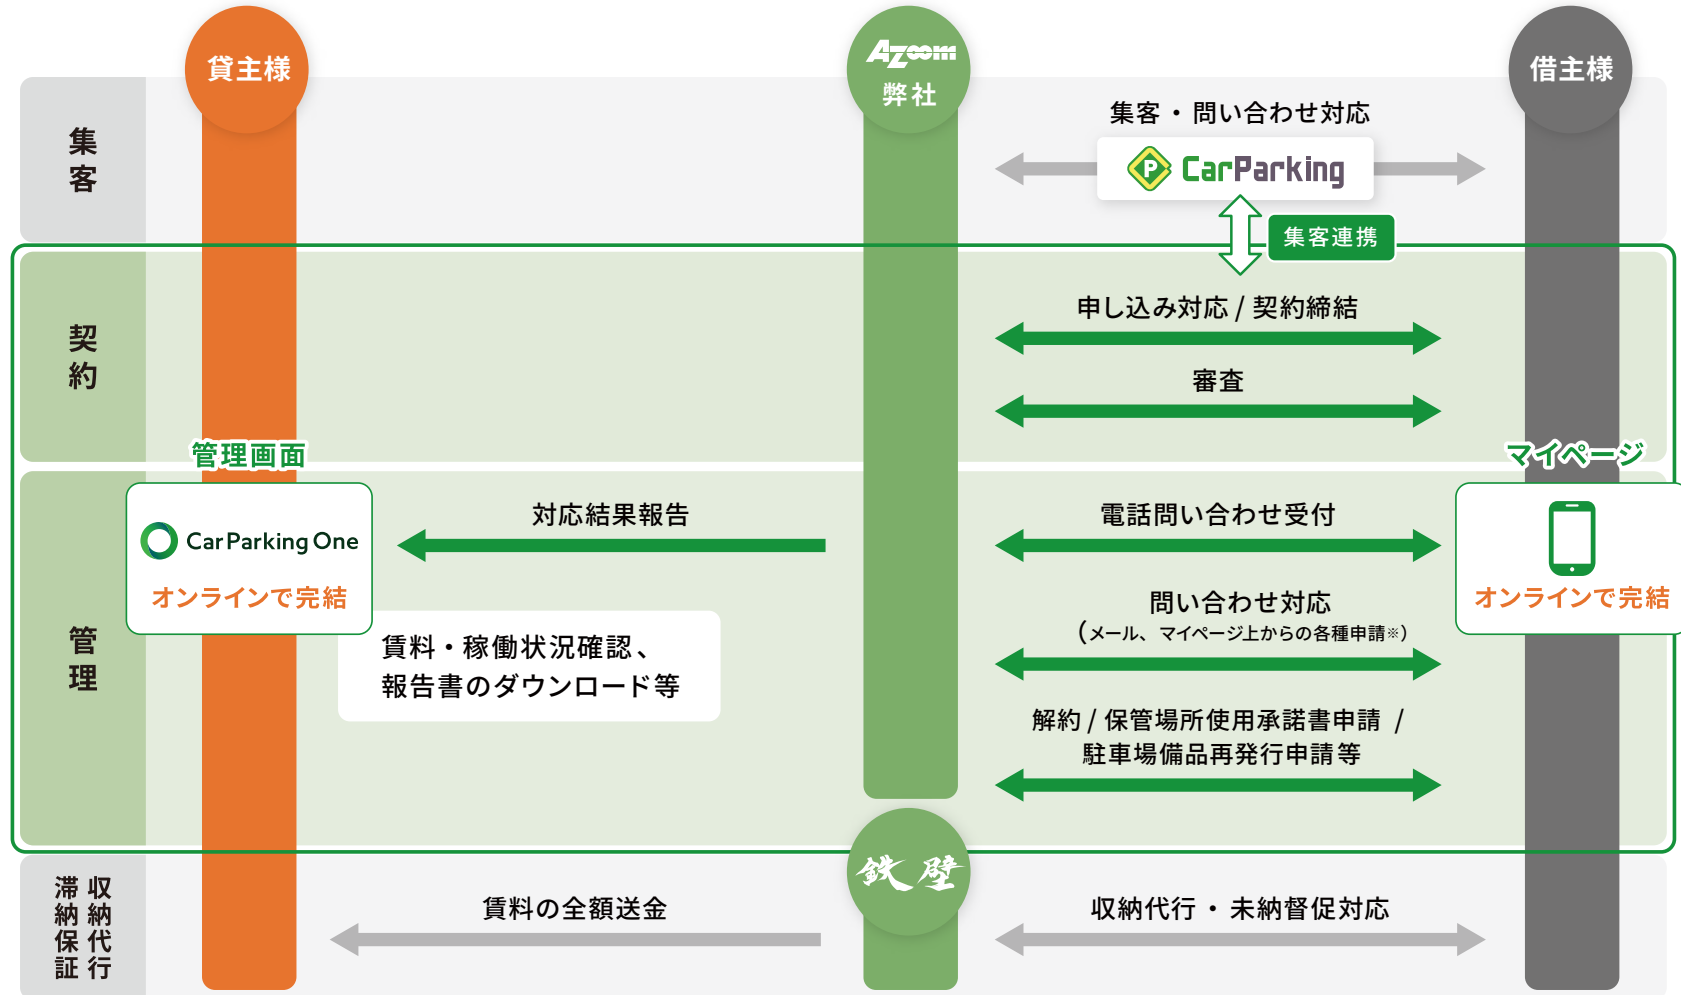 貸主様
Azoom
弊社
借主様
集客
集客・問い合わせ対応
P CarParking
集客連携
契約
申し込み対応 / 契約締結
審査
管理画面
マイページ
管理
CarParking One
オンラインで完結
対応結果報告
賃料・稼働状況確認、
報告書のダウンロード等
電話問い合わせ受付
問い合わせ対応
(メール、マイページ上からの各種申請※)
解約 / 保管場所使用承諾書申請 /
駐車場備品再発行申請等
オンラインで完結
収納代行
滞納保証
鉄壁
賃料の全額送金
収納代行・未納督促対応